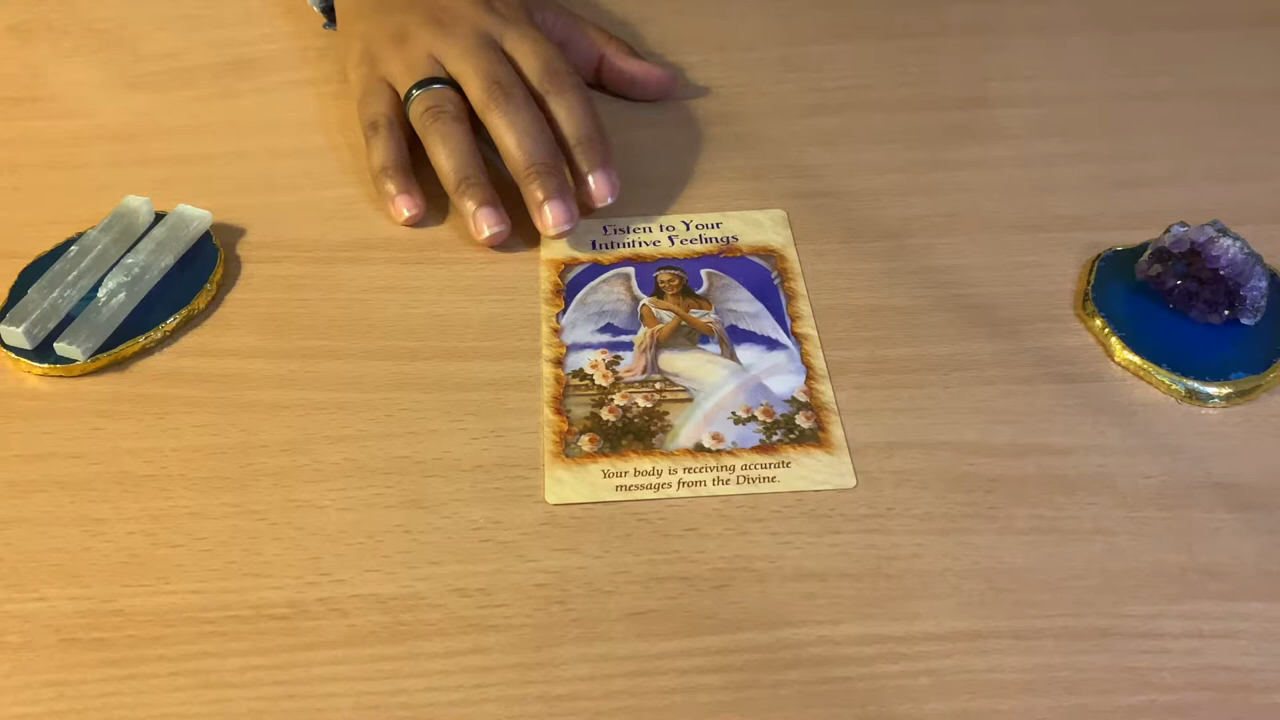 Listen to Your
Intuitive Feelings
Your body is receiving accurate
messages from the Divine.